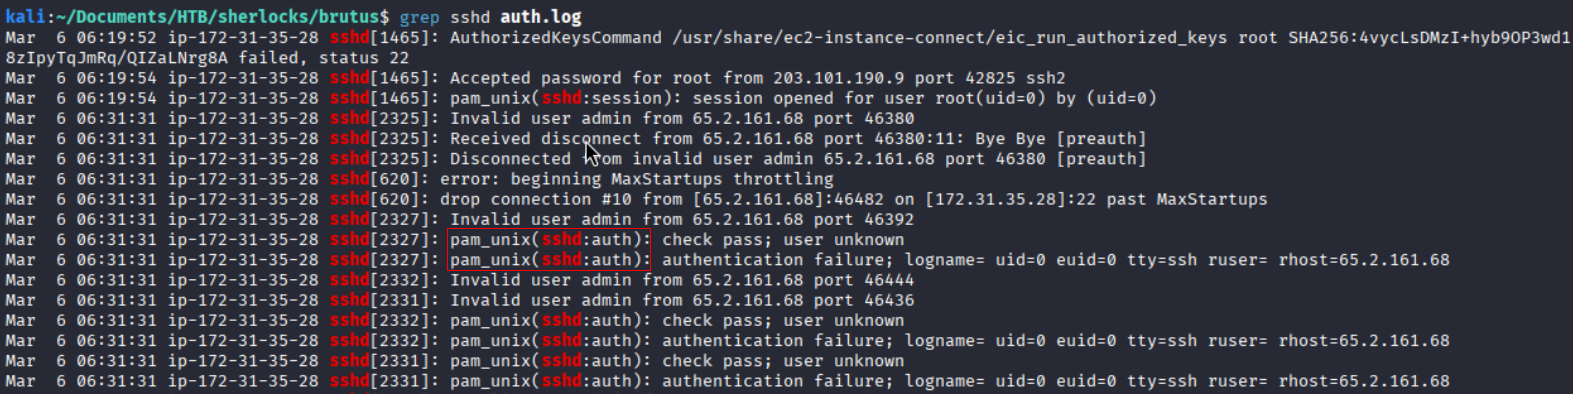 kali:~/Documents/HTB/sherlocks/brutus$ grep sshd auth.log
Mar  6 06:19:52 ip-172-31-35-28 sshd[1465]: AuthorizedKeysCommand /usr/share/ec2-instance-connect/eic_run_authorized_keys root SHA256:4vycLsDMzI+hyb9OP3wd1
8zIpyTqJmRq/QIZaLNrg8A failed, status 22
Mar  6 06:19:54 ip-172-31-35-28 sshd[1465]: Accepted password for root from 203.101.190.9 port 42825 ssh2
Mar  6 06:19:54 ip-172-31-35-28 sshd[1465]: pam_unix(sshd:session): session opened for user root(uid=0) by (uid=0)
Mar  6 06:31:31 ip-172-31-35-28 sshd[2325]: Invalid user admin from 65.2.161.68 port 46380
Mar  6 06:31:31 ip-172-31-35-28 sshd[2325]: Received disconnect from 65.2.161.68 port 46380:11: Bye Bye [preauth]
Mar  6 06:31:31 ip-172-31-35-28 sshd[2325]: Disconnected from invalid user admin 65.2.161.68 port 46380 [preauth]
Mar  6 06:31:31 ip-172-31-35-28 sshd[620]: error: beginning MaxStartups throttling
Mar  6 06:31:31 ip-172-31-35-28 sshd[620]: drop connection #10 from [65.2.161.68]:46482 on [172.31.35.28]:22 past MaxStartups
Mar  6 06:31:31 ip-172-31-35-28 sshd[2327]: Invalid user admin from 65.2.161.68 port 46392
Mar  6 06:31:31 ip-172-31-35-28 sshd[2327]: pam_unix(sshd:auth): check pass; user unknown
Mar  6 06:31:31 ip-172-31-35-28 sshd[2327]: pam_unix(sshd:auth): authentication failure; logname= uid=0 euid=0 tty=ssh ruser= rhost=65.2.161.68
Mar  6 06:31:31 ip-172-31-35-28 sshd[2332]: Invalid user admin from 65.2.161.68 port 46444
Mar  6 06:31:31 ip-172-31-35-28 sshd[2331]: Invalid user admin from 65.2.161.68 port 46436
Mar  6 06:31:31 ip-172-31-35-28 sshd[2332]: pam_unix(sshd:auth): check pass; user unknown
Mar  6 06:31:31 ip-172-31-35-28 sshd[2332]: pam_unix(sshd:auth): authentication failure; logname= uid=0 euid=0 tty=ssh ruser= rhost=65.2.161.68
Mar  6 06:31:31 ip-172-31-35-28 sshd[2331]: pam_unix(sshd:auth): check pass; user unknown
Mar  6 06:31:31 ip-172-31-35-28 sshd[2331]: pam_unix(sshd:auth): authentication failure; logname= uid=0 euid=0 tty=ssh ruser= rhost=65.2.161.68